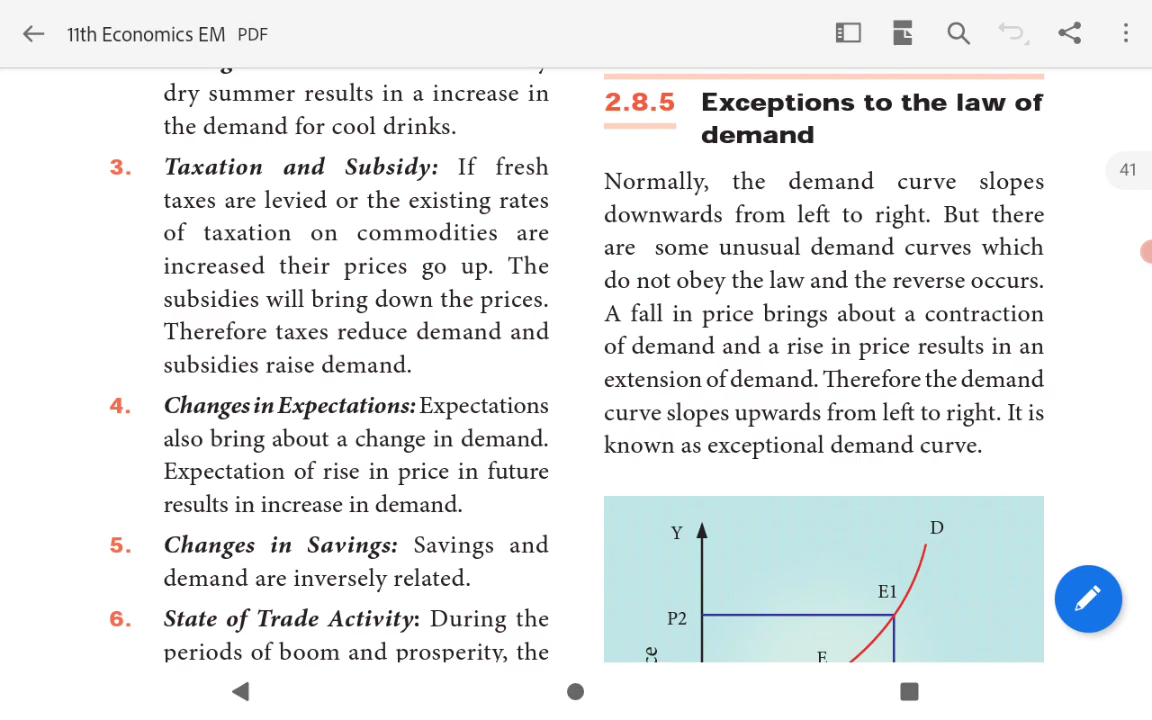 11th Economics EM PDF
dry summer results in a increase in
the demand for cool drinks.
3. Taxation and Subsidy: If fresh
taxes are levied or the existing rates
of taxation on commodities are
increased their prices go up. The
subsidies will bring down the prices.
Therefore taxes reduce demand and
subsidies raise demand.
4. Changes in Expectations: Expectations
also bring about a change in demand.
Expectation of rise in price in future
results in increase in demand.
5. Changes in Savings: Savings and
demand are inversely related.
6. State of Trade Activity: During the
periods of boom and prosperity, the
2.8.5 Exceptions to the law of
demand
Normally, the demand curve slopes
downwards from left to right. But there
are some unusual demand curves which
do not obey the law and the reverse occurs.
A fall in price brings about a contraction
of demand and a rise in price results in an
extension of demand. Therefore the demand
curve slopes upwards from left to right. It is
known as exceptional demand curve.
Y
D
E1
P2
E
41